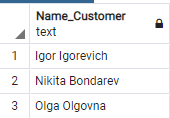 Name_Customer
text
1 Igor Igorevich
2 Nikita Bondarev
3 Olga Olgovna